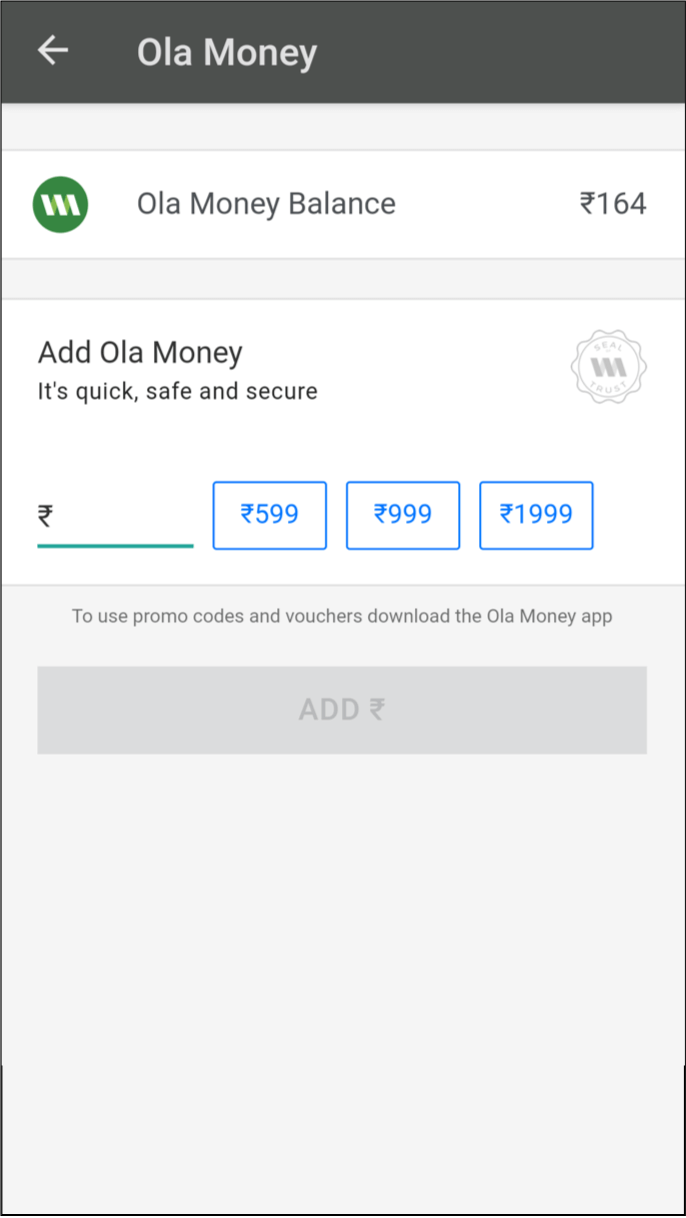 Ola Money
Ola Money Balance ₹164
Add Ola Money
It's quick, safe and secure
SEAL
TRUST
₹ ₹599 ₹999 ₹1999
To use promo codes and vouchers download the Ola Money app
ADD ₹